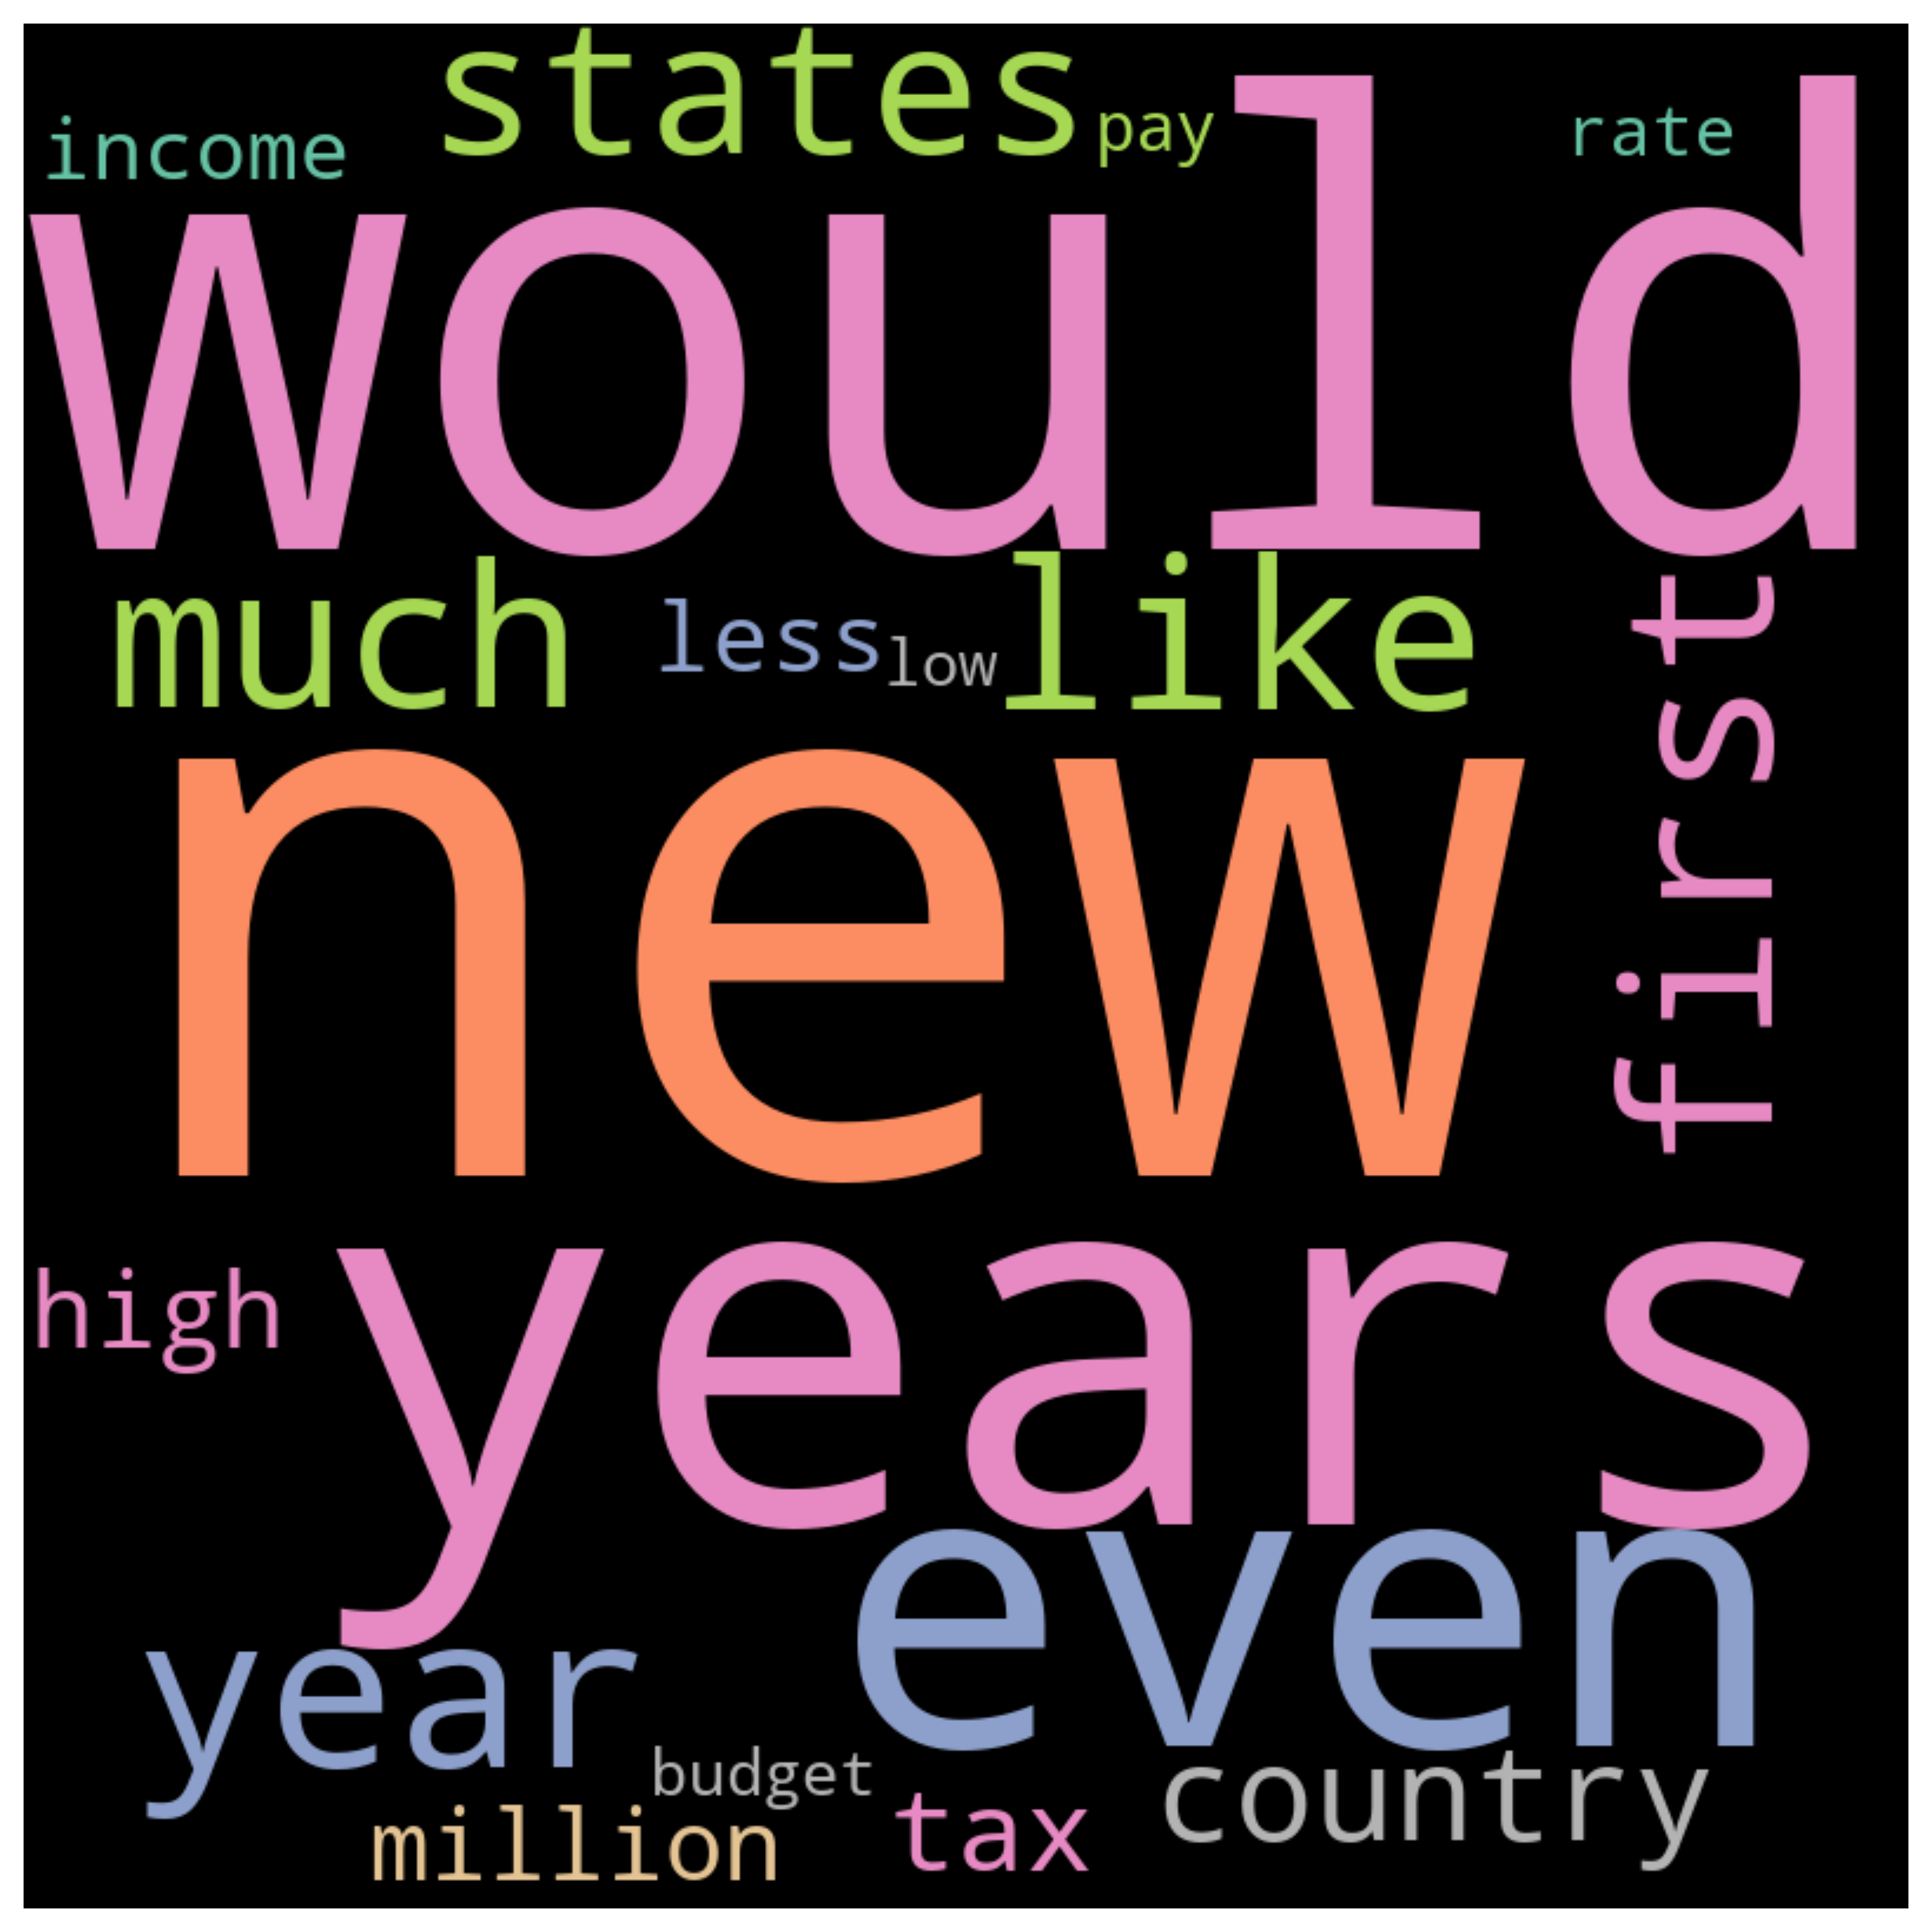 states
income
pay
rate
would
much
less
low
like
first
new
high
years
even
year
budget
country
million
tax